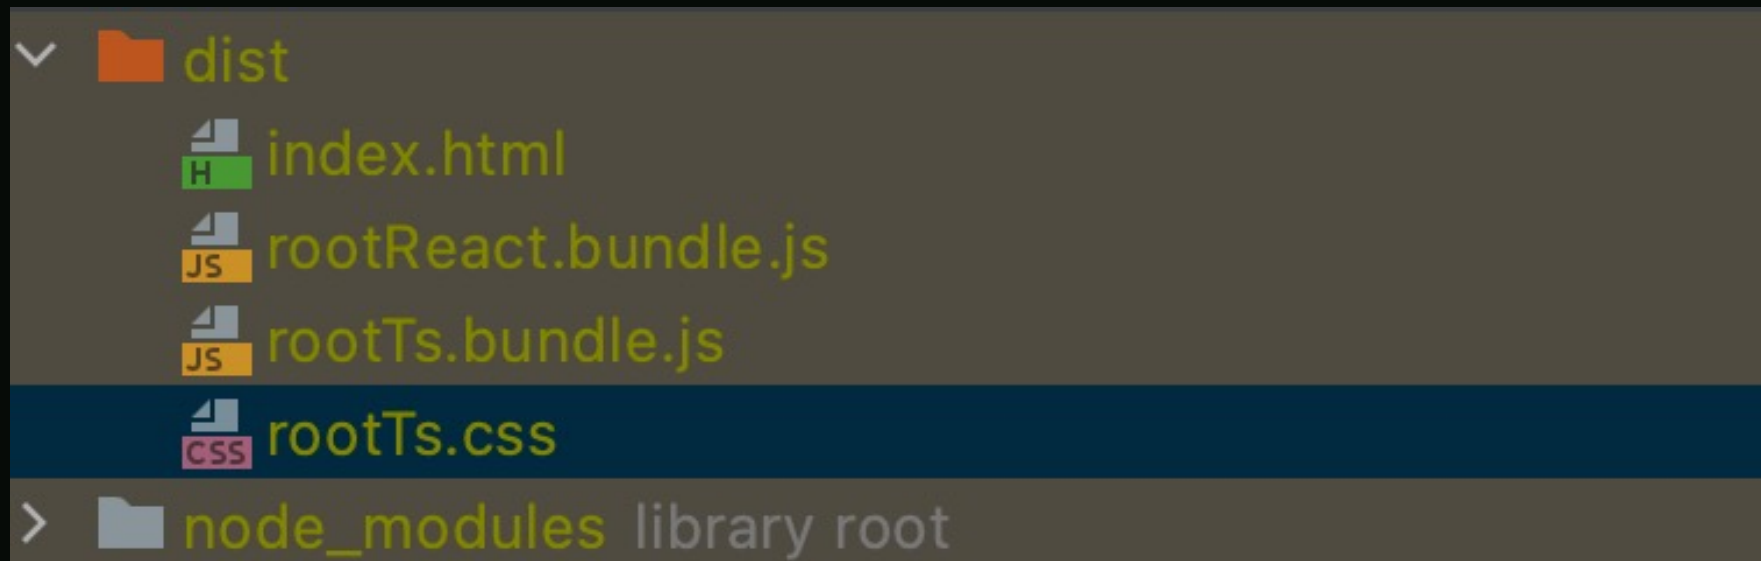 dist
H index.html
JS rootReact.bundle.js
JS rootTs.bundle.js
CSS rootTs.css
node_modules library root